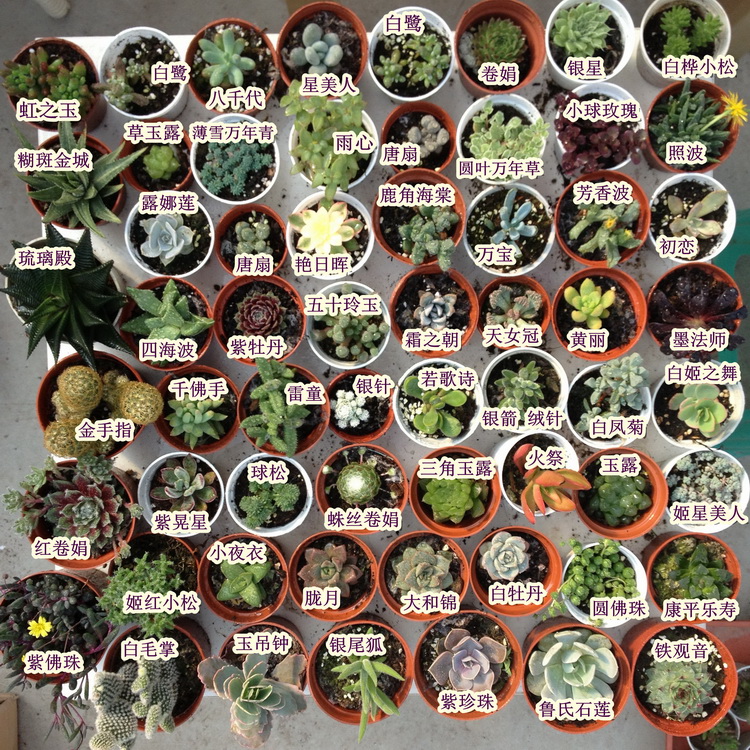 虹之玉
白鹭
八千代
星美人
白鹭
卷娟
银星
白桦小松
糊斑金城
草玉露
薄雪万年青
雨心
唐扇
圆叶万年草
小球玫瑰
照波
琉璃殿
露娜莲
唐扇
艳日晖
鹿角海棠
万宝
芳香波
初恋
四海波
紫牡丹
五十玲玉
霜之朝
天女冠
黄丽
墨法师
金手指
千佛手
雷童
银针
若歌诗
银箭 绒针
白凤菊
白姬之舞
红卷娟
紫晃星
球松
蛛丝卷娟
三角玉露
火祭
玉露
姬星美人
紫佛珠
姬红小松
小夜衣
胧月
大和锦
白牡丹
圆佛珠
康平乐寿
白毛掌
玉吊钟
银尾狐
紫珍珠
鲁氏石莲
铁观音